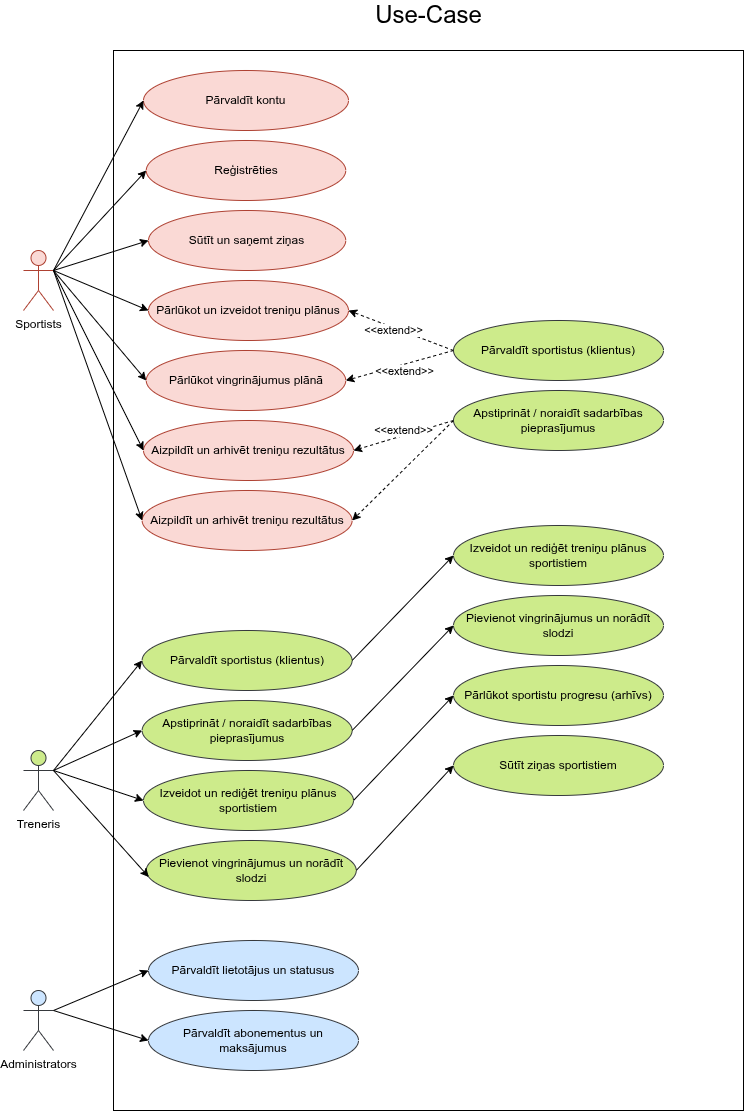 Use-Case
Pārvaldīt kontu
Reģistrēties
Sūtīt un saņemt ziņas
Sportists
Pārlūkot un izveidot treniņu plānus
<<extend>>
Pārvaldīt sportistus (klientus)
Pārlūkot vingrinājumus plānā
<<extend>>
Apstiprināt / noraidīt sadarbības
pieprasījumus
<<extend>>
Aizpildīt un arhivēt treniņu rezultātus
Aizpildīt un arhivēt treniņu rezultātus
Izveidot un rediģēt treniņu plānus
sportistiem
Pievienot vingrinājumus un norādīt
slodzi
Pārvaldīt sportistus (klientus)
Pārlūkot sportistu progresu (arhīvs)
Apstiprināt / noraidīt sadarbības
pieprasījumus
Sūtīt ziņas sportistiem
Izveidot un rediģēt treniņu plānus
sportistiem
Treneris
Pievienot vingrinājumus un norādīt
slodzi
Pārvaldīt lietotājus un statusus
Pārvaldīt abonementus un
maksājumus
Administrators